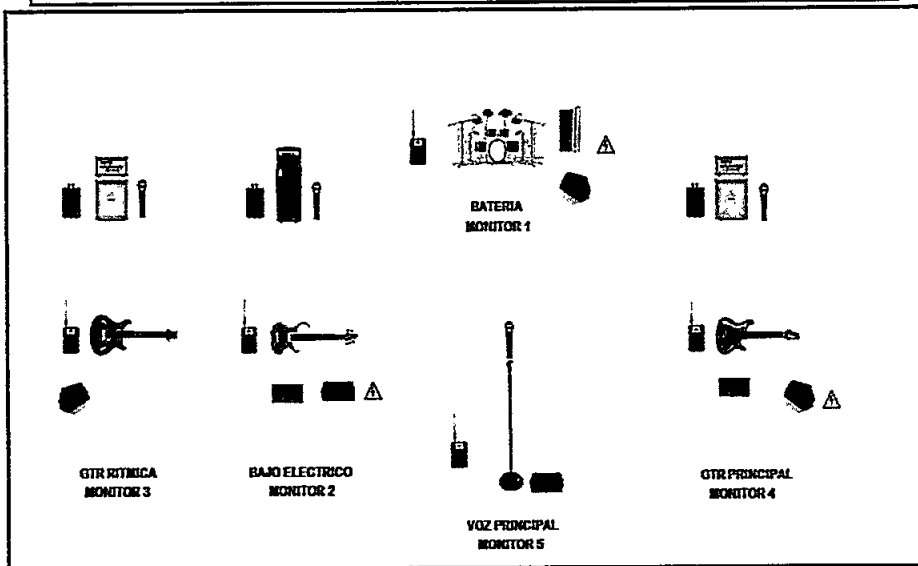 BATERIA
MONITOR 1
GTR RITMICA
MONITOR 3
BAJO ELECTRICO
MONITOR 2
GTR PRINCIPAL
MONITOR 4
VOZ PRINCIPAL
MONITOR 5